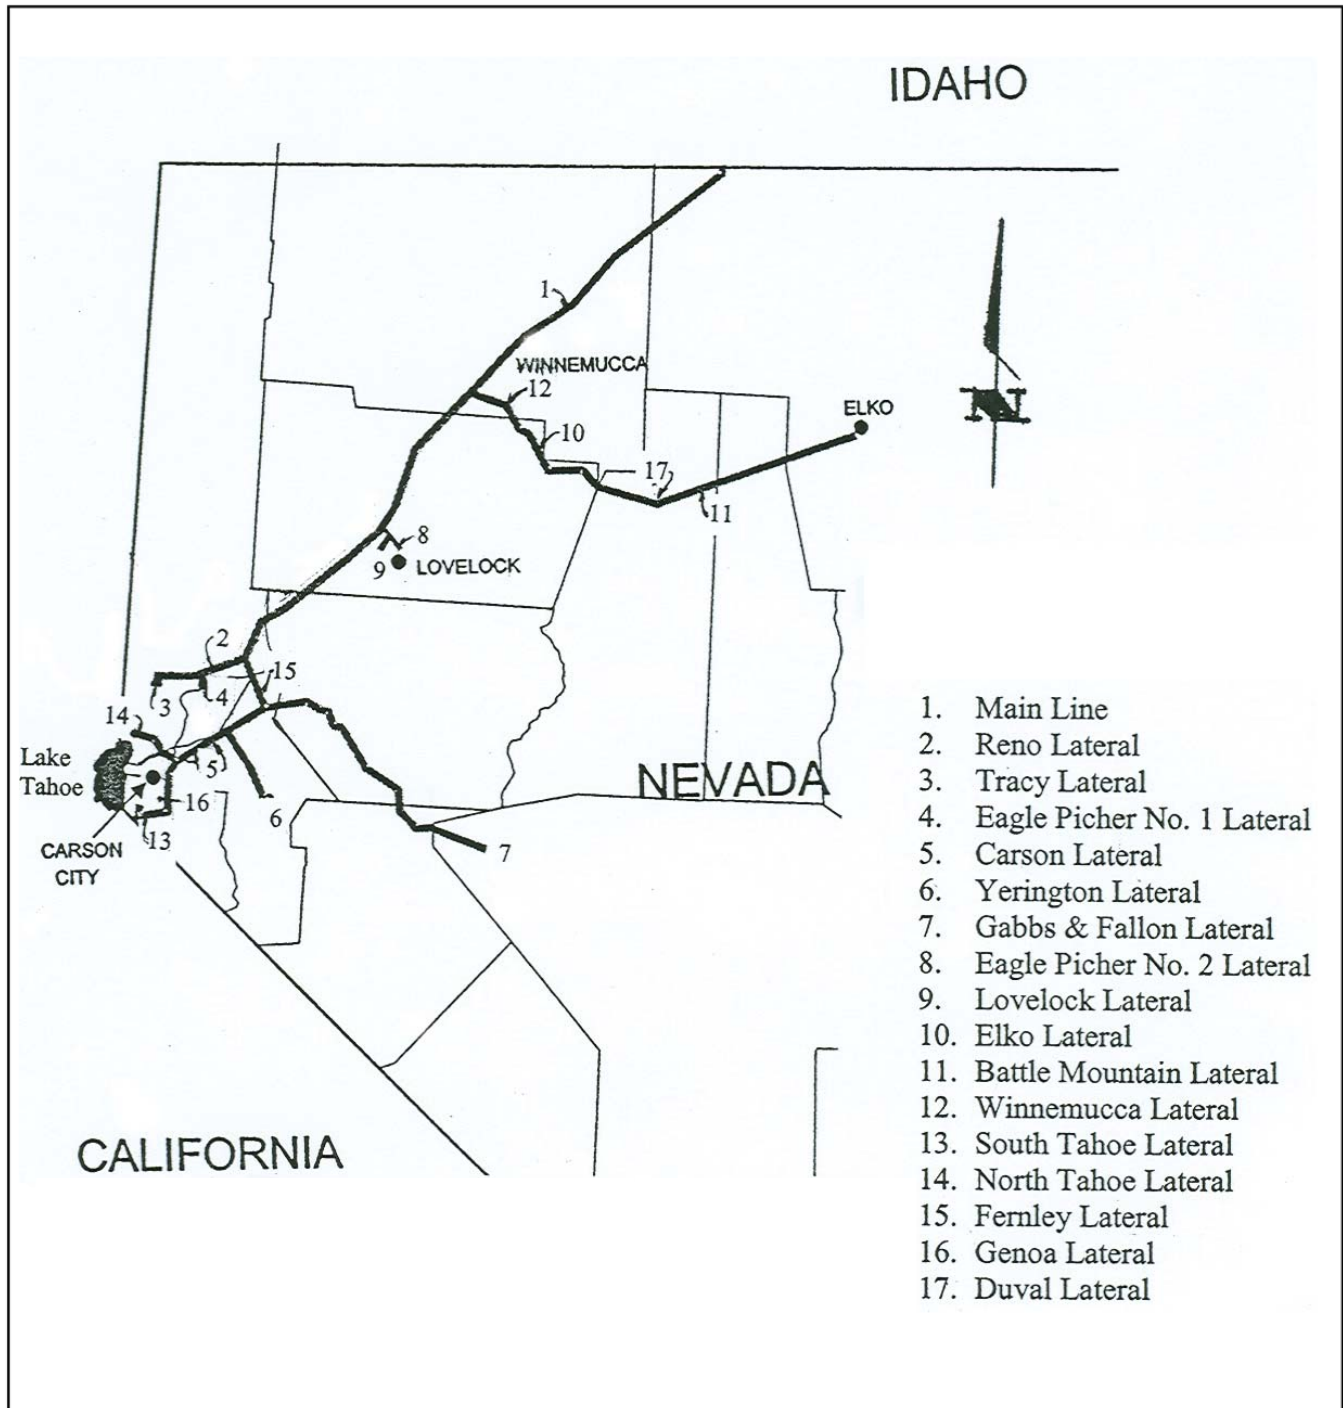 IDAHO
1
WINNEMUCCA
12
ELKO
10
17
11
8
9
LOVELOCK
2
15
3
4
14
Lake
Tahoe
5
NEVADA
16
6
13
CARSON
CITY
7
CALIFORNIA
1. Main Line
2. Reno Lateral
3. Tracy Lateral
4. Eagle Picher No. 1 Lateral
5. Carson Lateral
6. Yerington Lateral
7. Gabbs & Fallon Lateral
8. Eagle Picher No. 2 Lateral
9. Lovelock Lateral
10. Elko Lateral
11. Battle Mountain Lateral
12. Winnemucca Lateral
13. South Tahoe Lateral
14. North Tahoe Lateral
15. Fernley Lateral
16. Genoa Lateral
17. Duval Lateral